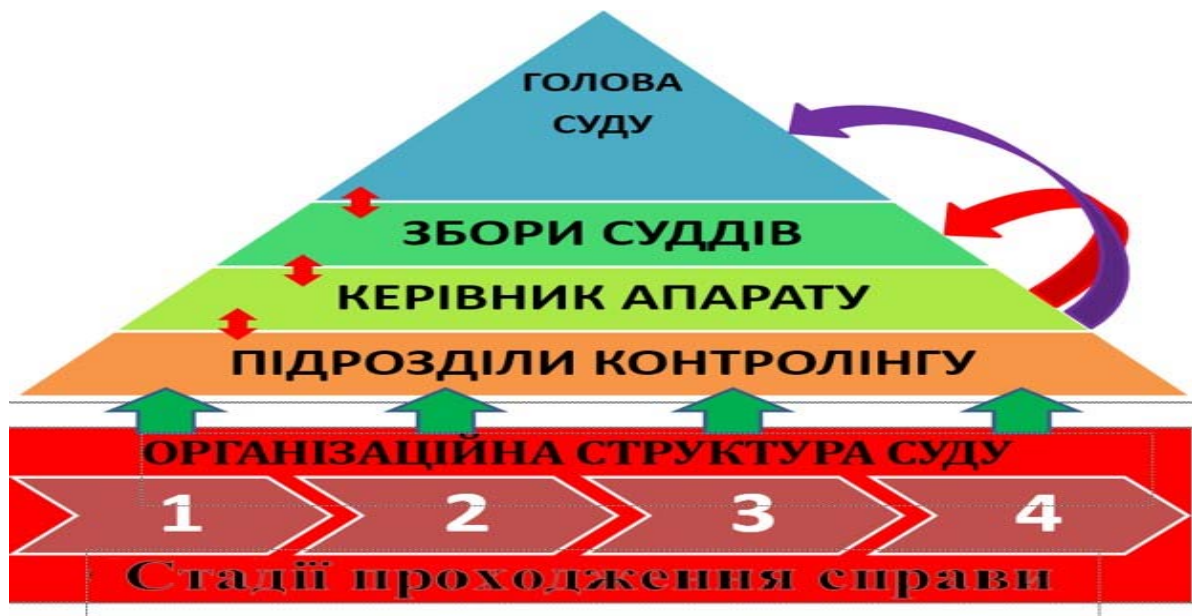 ГОЛОВА
СУДУ
ЗБОРИ СУДДІВ
КЕРІВНИК АПАРАТУ
ПІДРОЗДІЛИ КОНТРОЛІНГУ
ОРГАНІЗАЦІЙНА СТРУКТУРА СУДУ
1 2 3 4
Стадії проходження справи